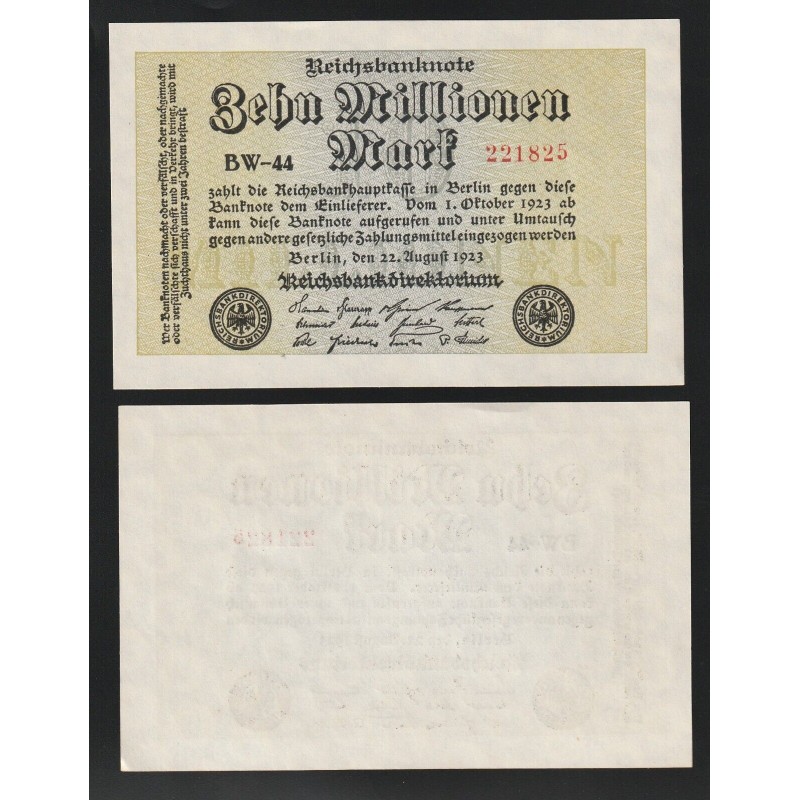 Reichsbanknote
Zehn Millionen
Mark
BW-44
221825
zahlt die Reichsbankhauptkasse in Berlin gegen diese
Banknote dem Einlieferer. Vom 1. Oktober 1923 ab
kann diese Banknote aufgerufen und unter Umtausch
gegen andere gesetzliche Zahlungsmittel eingezogen werden
Berlin, den 22. August 1923
Reichsbankdirektorium
REICHSBANKDIREKTORIUM
REICHSBANKDIREKTORIUM
Wer Banknoten nachmacht oder verfälscht, oder nachgemachte
oder verfälschte sich verschafft und in Verkehr bringt, wird mit
Zuchthaus nicht unter zwei Jahren bestraft